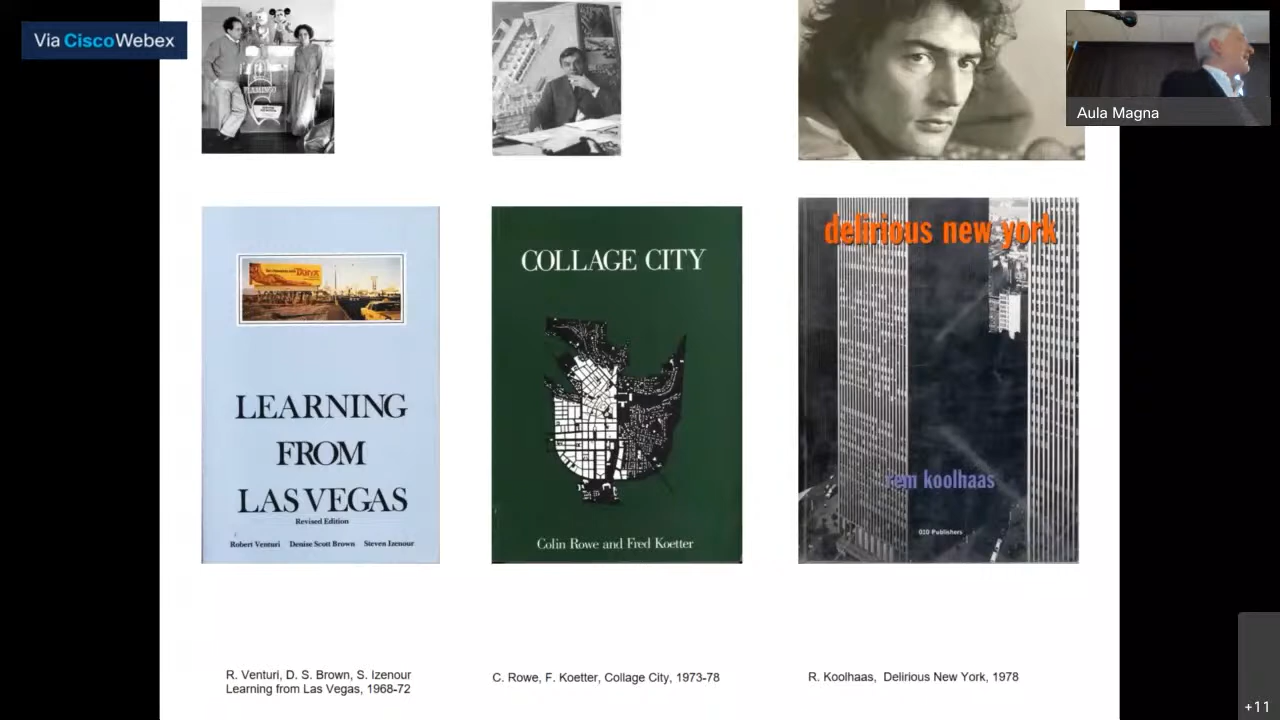 Via Cisco Webex
Aula Magna
FLAMINGO
LEARNING
FROM
LAS VEGAS
Revised Edition
Robert Venturi Denise Scott Brown Steven Izenour
COLLAGE CITY
Colin Rowe and Fred Koetter
delirious new york
rem koolhaas
010 Publishers
R. Venturi, D. S. Brown, S. Izenour
Learning from Las Vegas, 1968-72
C. Rowe, F. Koetter, Collage City, 1973-78
R. Koolhaas, Delirious New York, 1978
+11